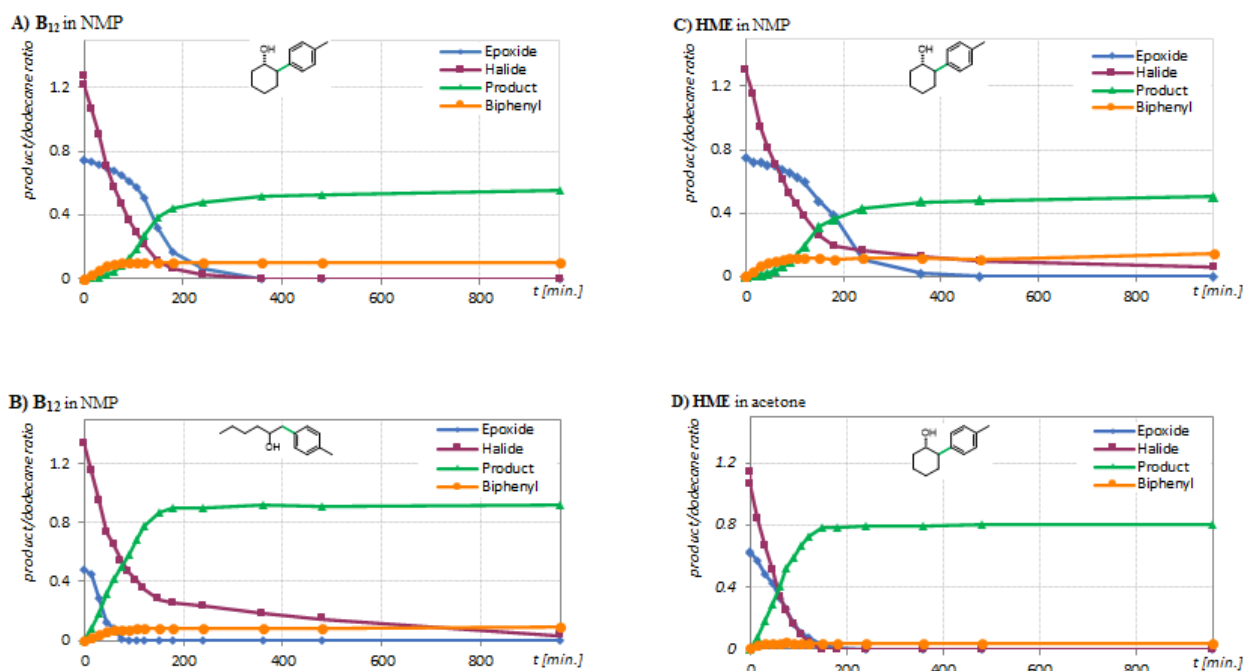 A) B12 in NMP
product/dodecane ratio
1.2
0.8
0.4
0
0
200
400
600
800
t [min.]
OH
Epoxide
Halide
Product
Biphenyl
C) HME in NMP
product/dodecane ratio
1.2
0.8
0.4
0
0
200
400
600
800
t [min.]
OH
Epoxide
Halide
Product
Biphenyl
B) B12 in NMP
product/dodecane ratio
1.2
0.8
0.4
0
0
200
400
600
800
t [min.]
OH
Epoxide
Halide
Product
Biphenyl
D) HME in acetone
product/dodecane ratio
1.2
0.8
0.4
0
0
200
400
600
800
t [min.]
OH
Epoxide
Halide
Product
Biphenyl